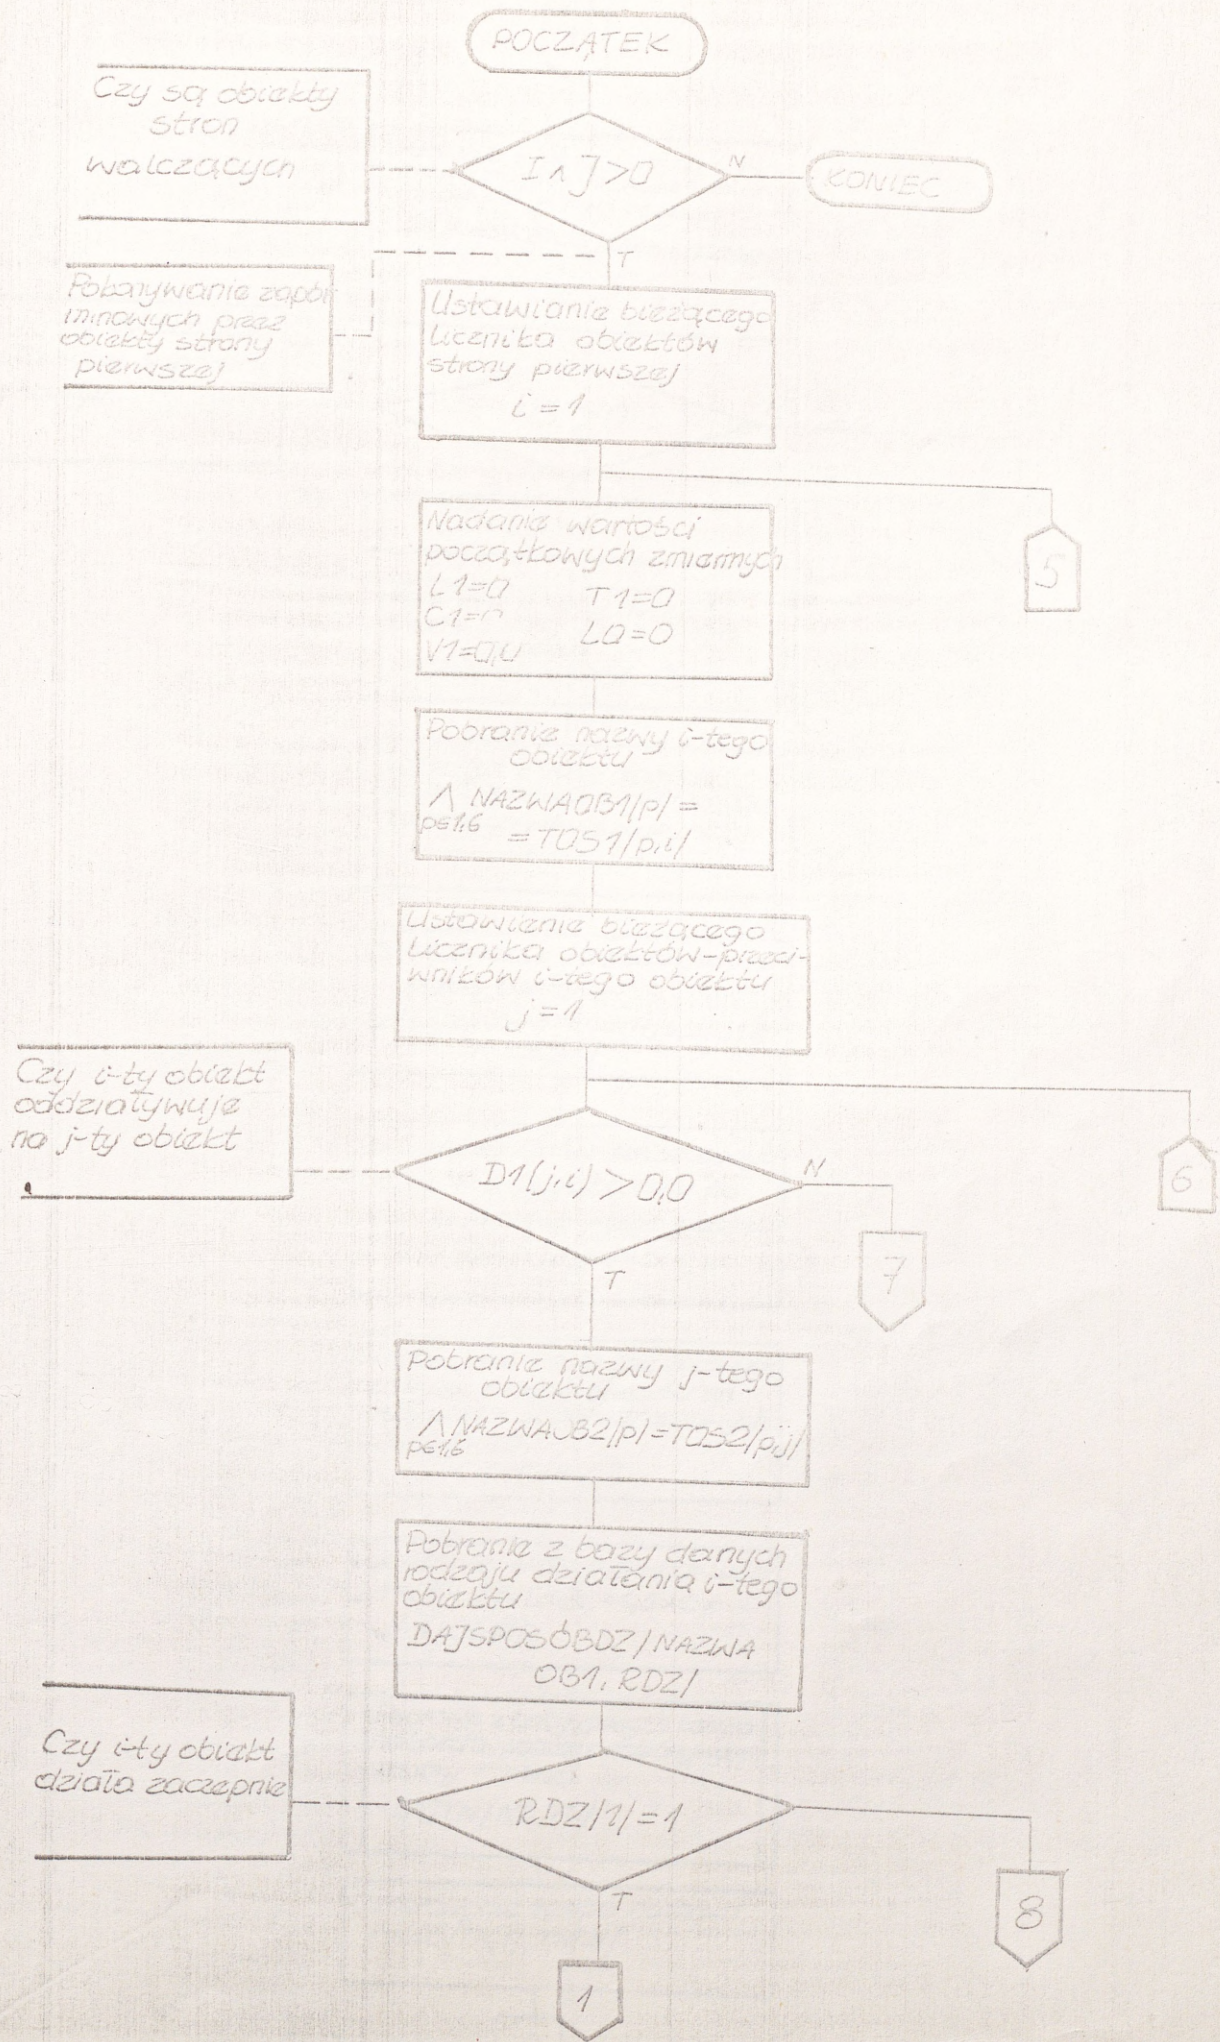 POCZĄTEK
Czy są obiekty
stron
walczących
I ∧ J > 0
N
KONIEC
T
Pokonywanie zapór
minowych przez
obiekty strony
pierwszej
Ustawianie bieżącego
licznika obiektów
strony pierwszej
i = 1
Nadanie wartości
początkowych zmiennych
L1=0 T1=0
C1=0 L0=0
V1=0,0
5
Pobranie nazwy i-tego
obiektu
∧ NAZWAOB1/p/ =
p∈1,6 = TOS1/p,i/
Ustawienie bieżącego
licznika obiektów-przeci-
wników i-tego obiektu
j = 1
6
Czy i-ty obiekt
oddziaływuje
na j-ty obiekt
D1(j,i) > 0,0
N
7
T
Pobranie nazwy j-tego
obiektu
∧ NAZWAOB2/p/=TOS2/p,j/
p∈1,6
Pobranie z bazy danych
rodzaju działania i-tego
obiektu
DAJSPOSÓBDZ/NAZWA
OB1, RDZ/
Czy i-ty obiekt
działa zaczepnie
RDZ/1/=1
8
T
1